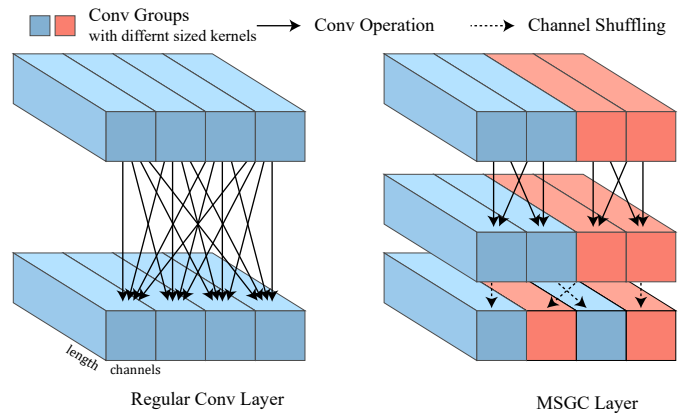 Conv Groups
with differnt sized kernels
Conv Operation
Channel Shuffling
length
channels
Regular Conv Layer
MSGC Layer